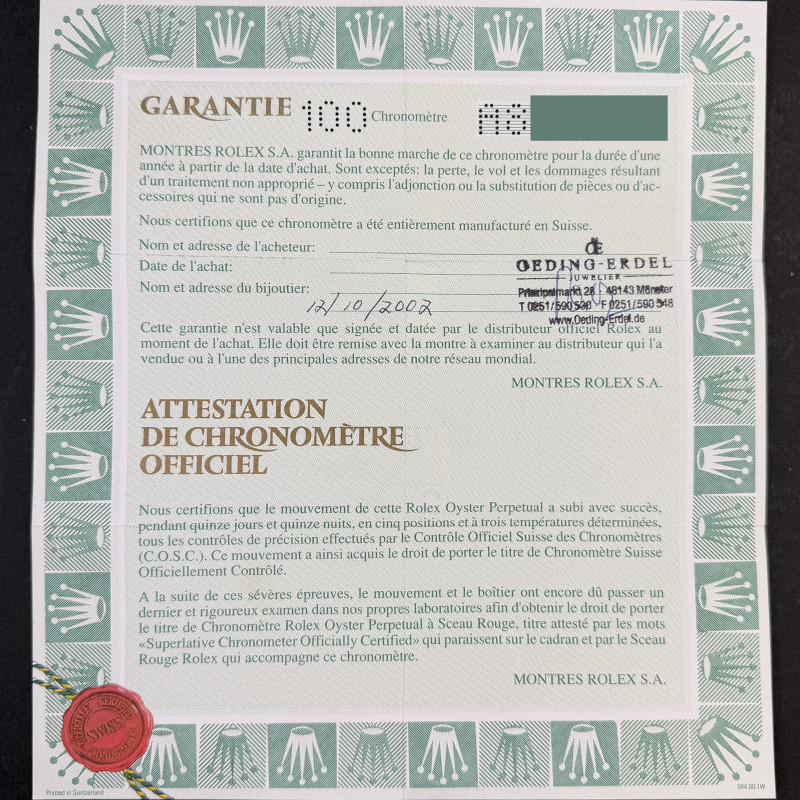 GARANTIE 100 Chronomètre A8
MONTRES ROLEX S.A. garantit la bonne marche de ce chronomètre pour la durée d'une
année à partir de la date d'achat. Sont exceptés: la perte, le vol et les dommages résultant
d'un traitement non approprié – y compris l'adjonction ou la substitution de pièces ou d'ac-
cessoires qui ne sont pas d'origine.
Nous certifions que ce chronomètre a été entièrement manufacturé en Suisse.
Nom et adresse de l'acheteur:
Date de l'achat:
Nom et adresse du bijoutier:
12/10/2002
OE
OEDING-ERDEL
JUWELIER
Prinzipalmarkt 28 48143 Münster
T 0251/590 530 F 0251/590 548
www.Oeding-Erdel.de
Cette garantie n'est valable que signée et datée par le distributeur officiel Rolex au
moment de l'achat. Elle doit être remise avec la montre à examiner au distributeur qui l'a
vendue ou à l'une des principales adresses de notre réseau mondial.
MONTRES ROLEX S.A.
ATTESTATION
DE CHRONOMÈTRE
OFFICIEL
Nous certifions que le mouvement de cette Rolex Oyster Perpetual a subi avec succès,
pendant quinze jours et quinze nuits, en cinq positions et à trois températures déterminées,
tous les contrôles de précision effectués par le Contrôle Officiel Suisse des Chronomètres
(C.O.S.C.). Ce mouvement a ainsi acquis le droit de porter le titre de Chronomètre Suisse
Officiellement Contrôlé.
A la suite de ces sévères épreuves, le mouvement et le boîtier ont encore dû passer un
dernier et rigoureux examen dans nos propres laboratoires afin d'obtenir le droit de porter
le titre de Chronomètre Rolex Oyster Perpetual à Sceau Rouge, titre attesté par les mots
«Superlative Chronometer Officially Certified» qui paraissent sur le cadran et par le Sceau
Rouge Rolex qui accompagne ce chronomètre.
MONTRES ROLEX S.A.
OFFICIALLY CERTIFIED
SWISS
CHRONOMETER
Printed in Switzerland
564.00.1W